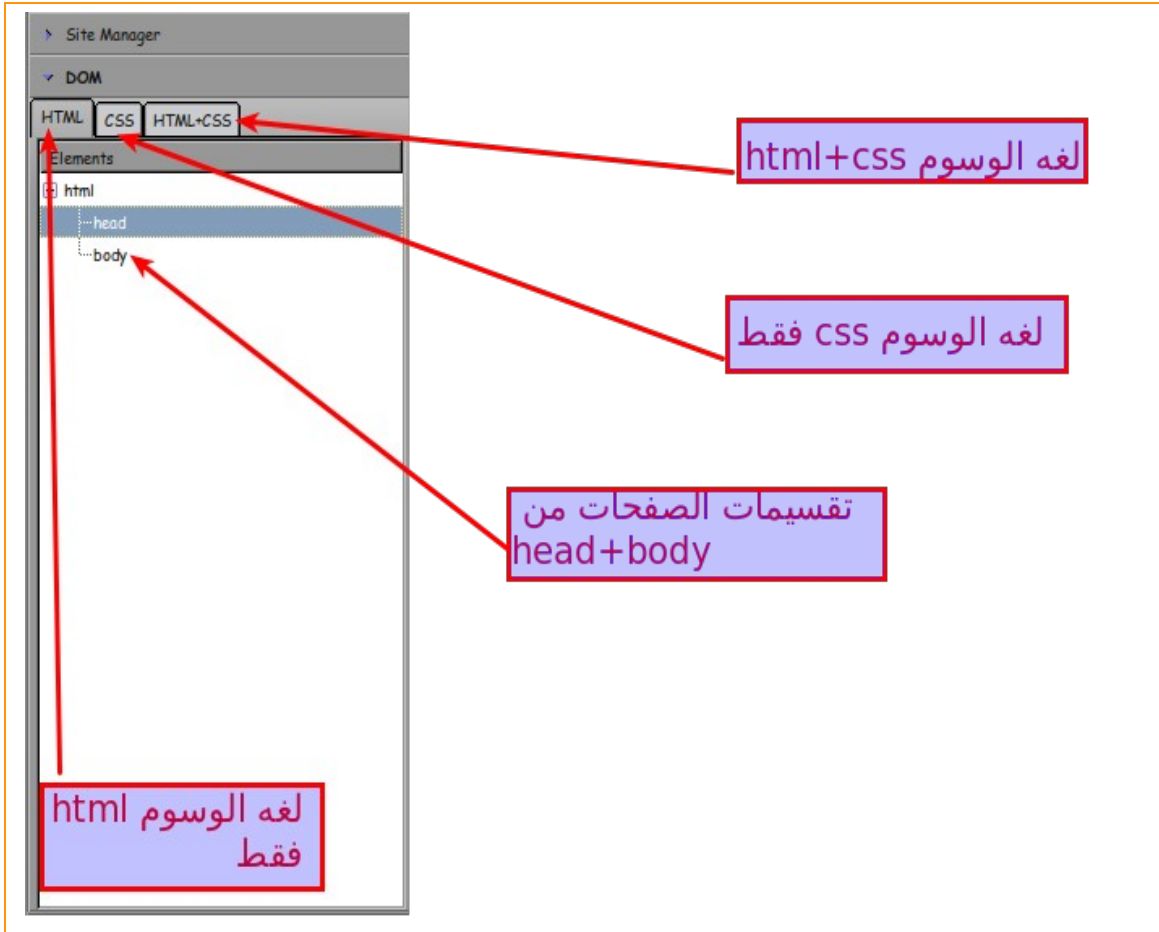 Site Manager
DOM
HTML CSS HTML+CSS
Elements
html
head
body
لغه الوسوم html+css
لغه الوسوم css فقط
تقسيمات الصفحات من
head+body
لغه الوسوم html
فقط